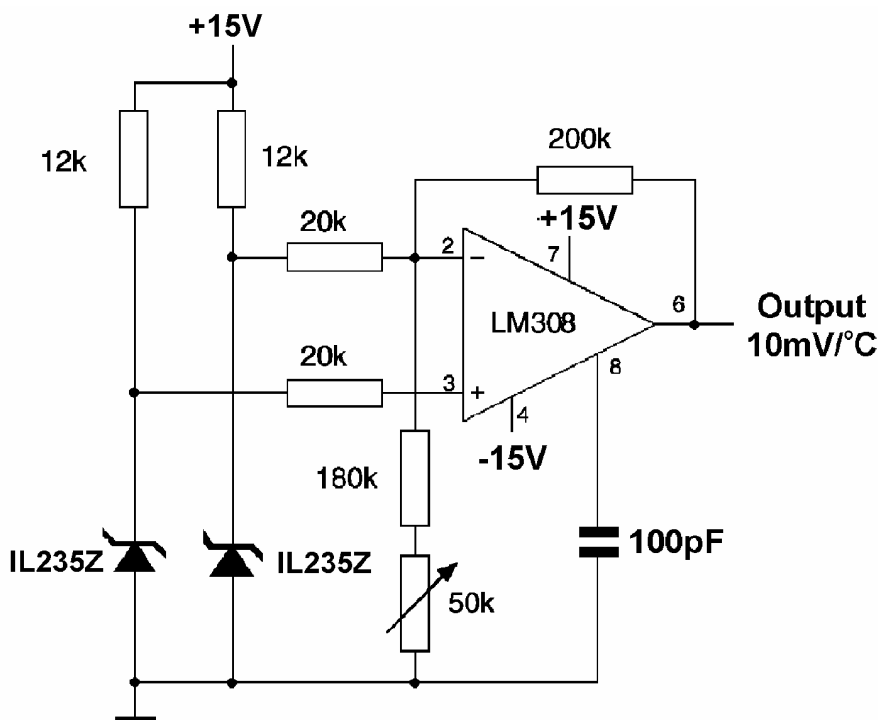 +15V
200k
12k
12k
+15V
20k
2
−
7
6
Output
LM308
10mV/°C
20k
8
3
+
4
-15V
180k
100pF
IL235Z
IL235Z
50k